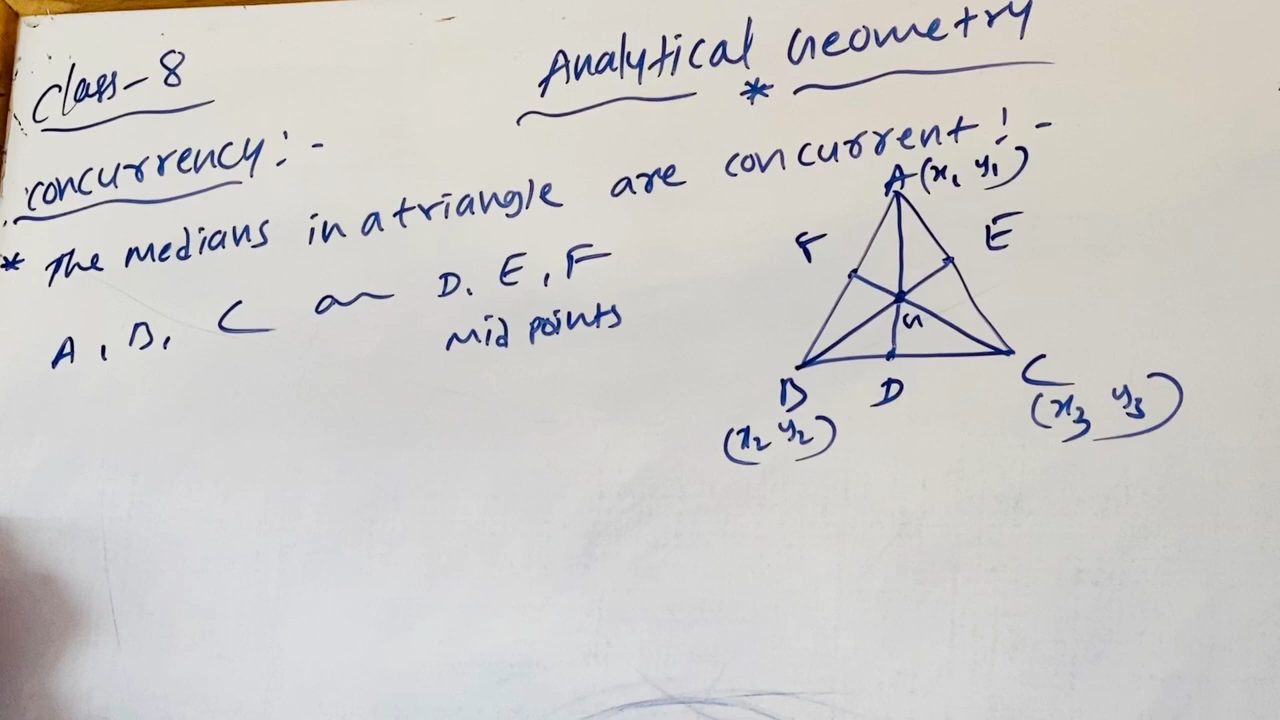 Class-8
Analytical Geometry
*
concurrency:-
* The medians in a triangle are concurrent:-
A, B, C are D, E, F
Mid points
A (x1 y1)
F
E
G
B
D
C
(x2 y2)
(x3 y3)